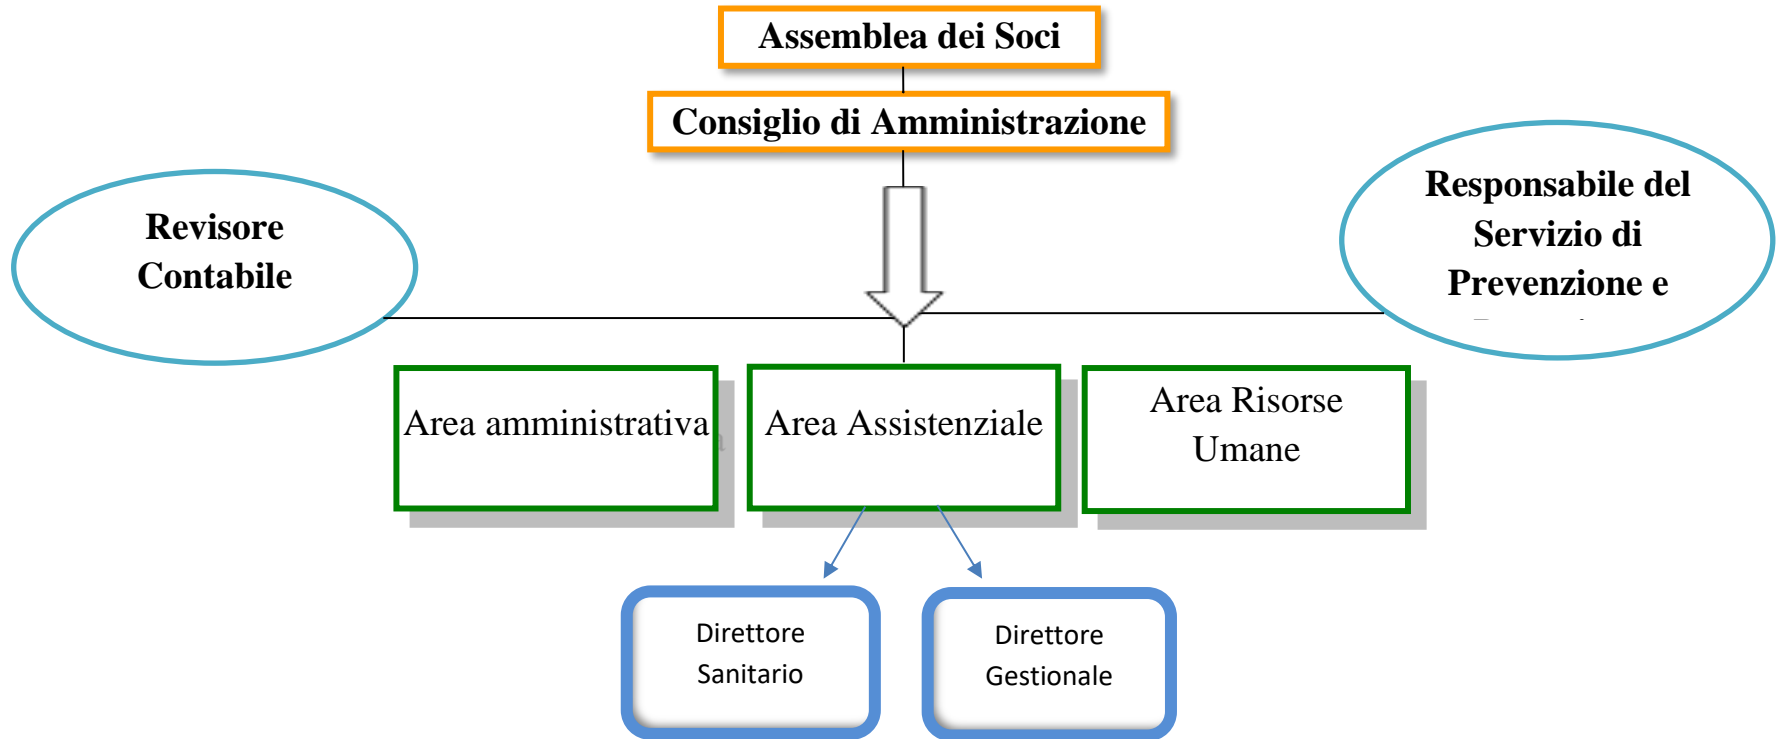 Assemblea dei Soci
Consiglio di Amministrazione
Revisore
Contabile
Responsabile del
Servizio di
Prevenzione e
Area amministrativa
Area Assistenziale
Area Risorse
Umane
Direttore
Sanitario
Direttore
Gestionale